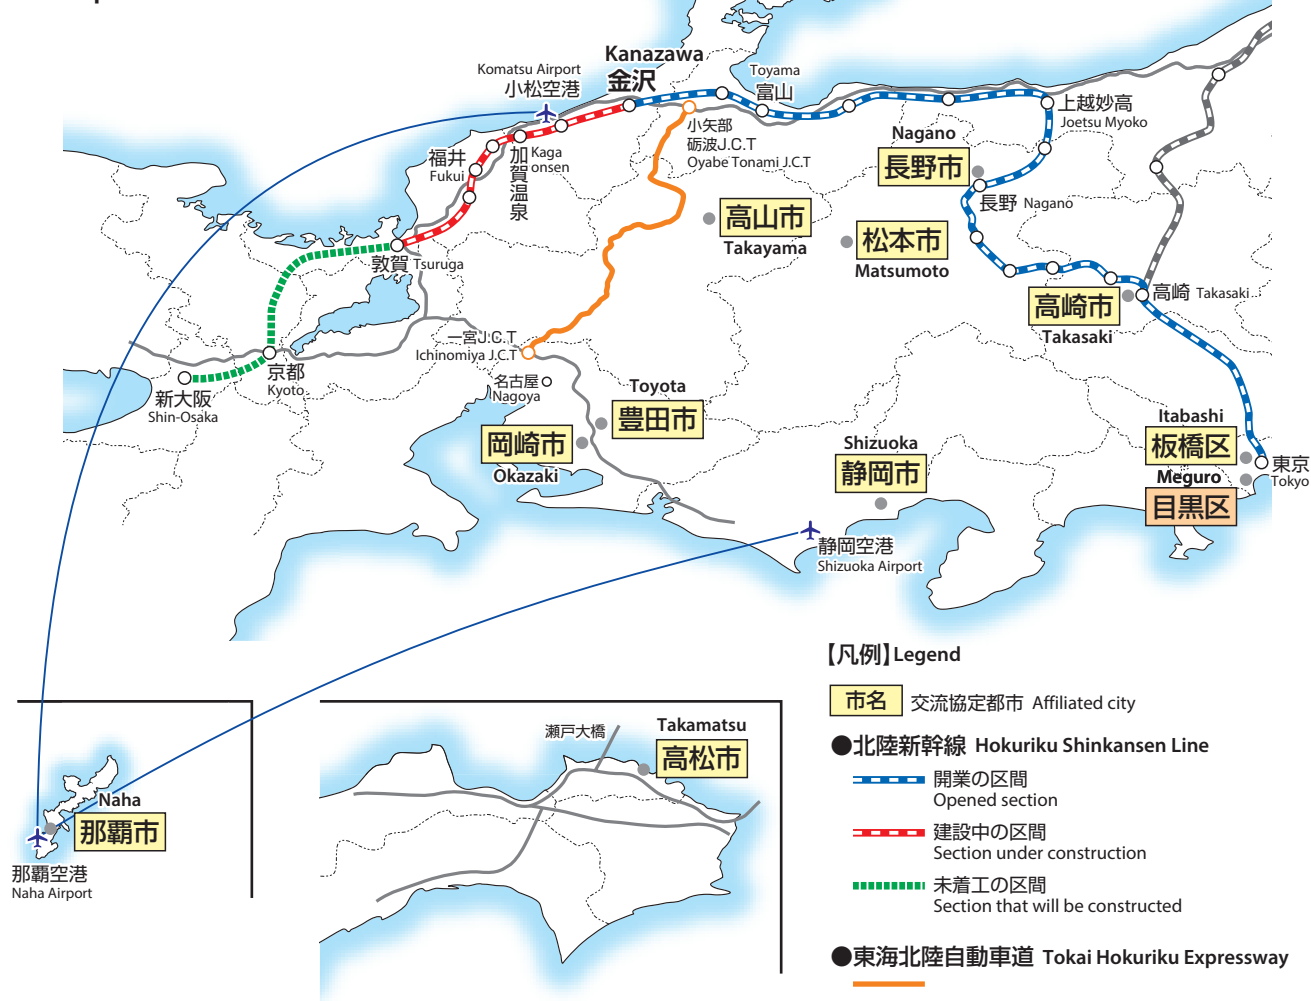 Kanazawa
金沢
Komatsu Airport
小松空港
Toyama
富山
上越妙高
Joetsu Myoko
小矢部
砺波J.C.T
Oyabe Tonami J.C.T
Nagano
長野市
長野 Nagano
福井
Fukui
加賀温泉
Kaga
onsen
高山市
Takayama
松本市
Matsumoto
敦賀 Tsuruga
高崎市
Takasaki
高崎 Takasaki
一宮J.C.T
Ichinomiya J.C.T
京都
Kyoto
新大阪
Shin-Osaka
名古屋
Nagoya
Toyota
豊田市
岡崎市
Okazaki
Shizuoka
静岡市
Itabashi
板橋区
東京
Tokyo
Meguro
目黒区
静岡空港
Shizuoka Airport
【凡例】Legend
市名 交流協定都市 Affiliated city
●北陸新幹線 Hokuriku Shinkansen Line
開業の区間
Opened section
建設中の区間
Section under construction
未着工の区間
Section that will be constructed
●東海北陸自動車道 Tokai Hokuriku Expressway
Naha
那覇市
那覇空港
Naha Airport
瀬戸大橋
Takamatsu
高松市